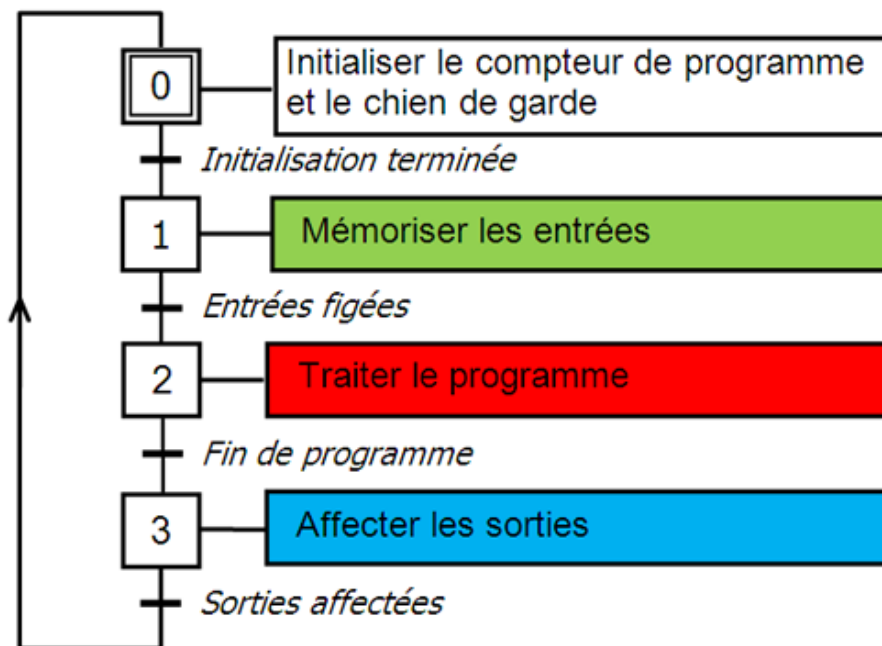 0
Initialiser le compteur de programme
et le chien de garde
Initialisation terminée
1
Mémoriser les entrées
Entrées figées
2
Traiter le programme
Fin de programme
3
Affecter les sorties
Sorties affectées